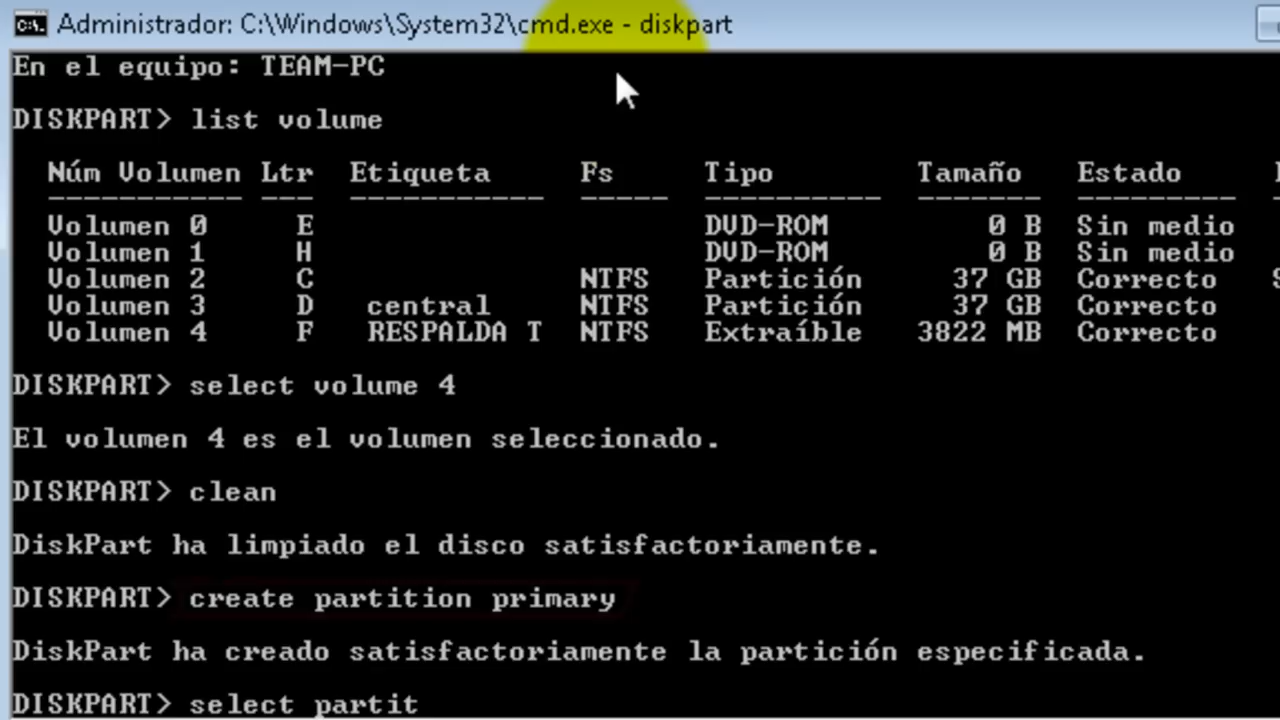 Administrador: C:\Windows\System32\cmd.exe - diskpart
En el equipo: TEAM-PC
DISKPART> list volume
Núm Volumen Ltr Etiqueta Fs Tipo Tamaño Estado
----------- --- ----------- ----- ---------- ------- ---------
Volumen 0 E DVD-ROM 0 B Sin medio
Volumen 1 H DVD-ROM 0 B Sin medio
Volumen 2 C NTFS Partición 37 GB Correcto
Volumen 3 D central NTFS Partición 37 GB Correcto
Volumen 4 F RESPALDA T NTFS Extraíble 3822 MB Correcto
DISKPART> select volume 4
El volumen 4 es el volumen seleccionado.
DISKPART> clean
DiskPart ha limpiado el disco satisfactoriamente.
DISKPART> create partition primary
DiskPart ha creado satisfactoriamente la partición especificada.
DISKPART> select partit